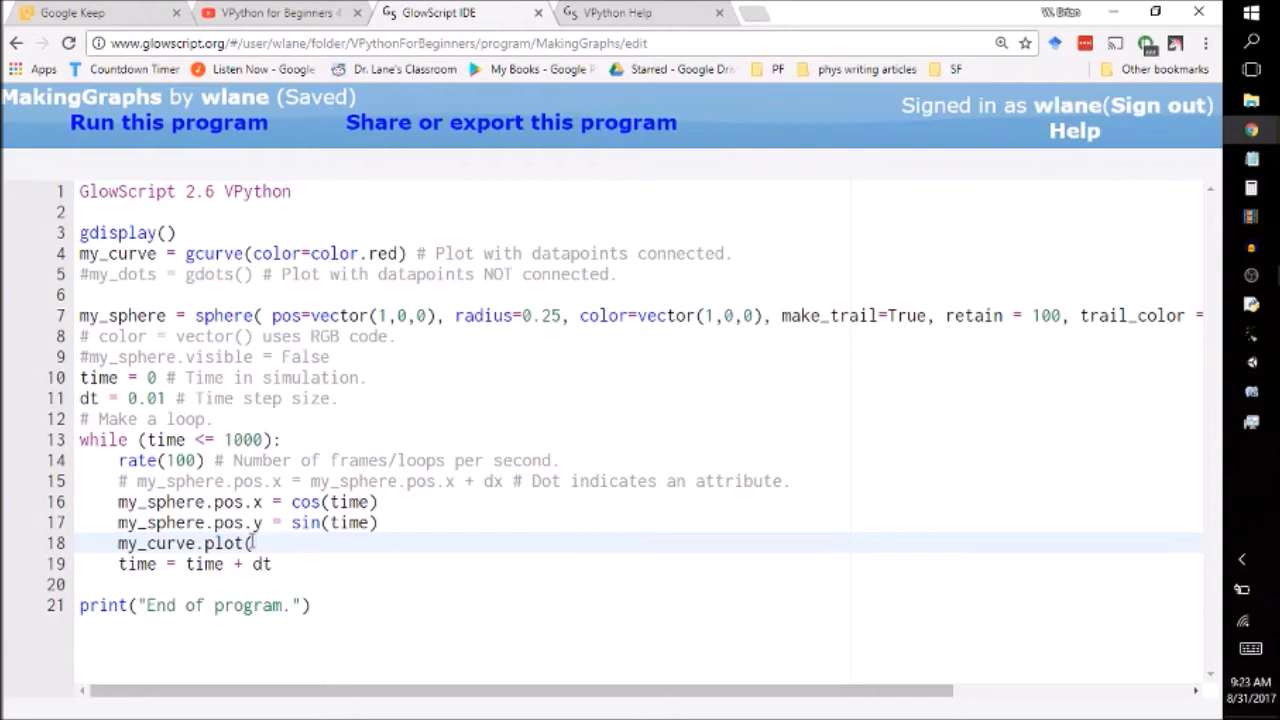 Google Keep
VPython for Beginners 4
GlowScript IDE
VPython Help
W. Brian
www.glowscript.org/#/user/wlane/folder/VPythonForBeginners/program/MakingGraphs/edit
Apps
Countdown Timer
Listen Now - Google
Dr. Lane's Classroom
My Books - Google P
Starred - Google Dri
PF
phys writing articles
SF
Other bookmarks
MakingGraphs by wlane (Saved)
Signed in as wlane(Sign out)
Run this program
Share or export this program
Help
1 GlowScript 2.6 VPython
2
3 gdisplay()
4 my_curve = gcurve(color=color.red) # Plot with datapoints connected.
5 #my_dots = gdots() # Plot with datapoints NOT connected.
6
7 my_sphere = sphere( pos=vector(1,0,0), radius=0.25, color=vector(1,0,0), make_trail=True, retain = 100, trail_color =
8 # color = vector() uses RGB code.
9 #my_sphere.visible = False
10 time = 0 # Time in simulation.
11 dt = 0.01 # Time step size.
12 # Make a loop.
13 while (time <= 1000):
14 rate(100) # Number of frames/loops per second.
15 # my_sphere.pos.x = my_sphere.pos.x + dx # Dot indicates an attribute.
16 my_sphere.pos.x = cos(time)
17 my_sphere.pos.y = sin(time)
18 my_curve.plot(
19 time = time + dt
20
21 print("End of program.")
9:23 AM
8/31/2017